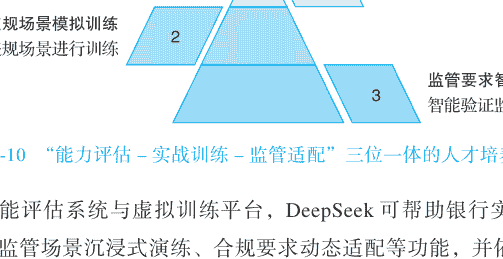 规场景模拟训练
规场景进行训练
2
监管要求智
3
智能验证监
-10 “能力评估－实战训练－监管适配”三位一体的人才培
能评估系统与虚拟训练平台，DeepSeek 可帮助银行实
监管场景沉浸式演练、合规要求动态适配等功能，并